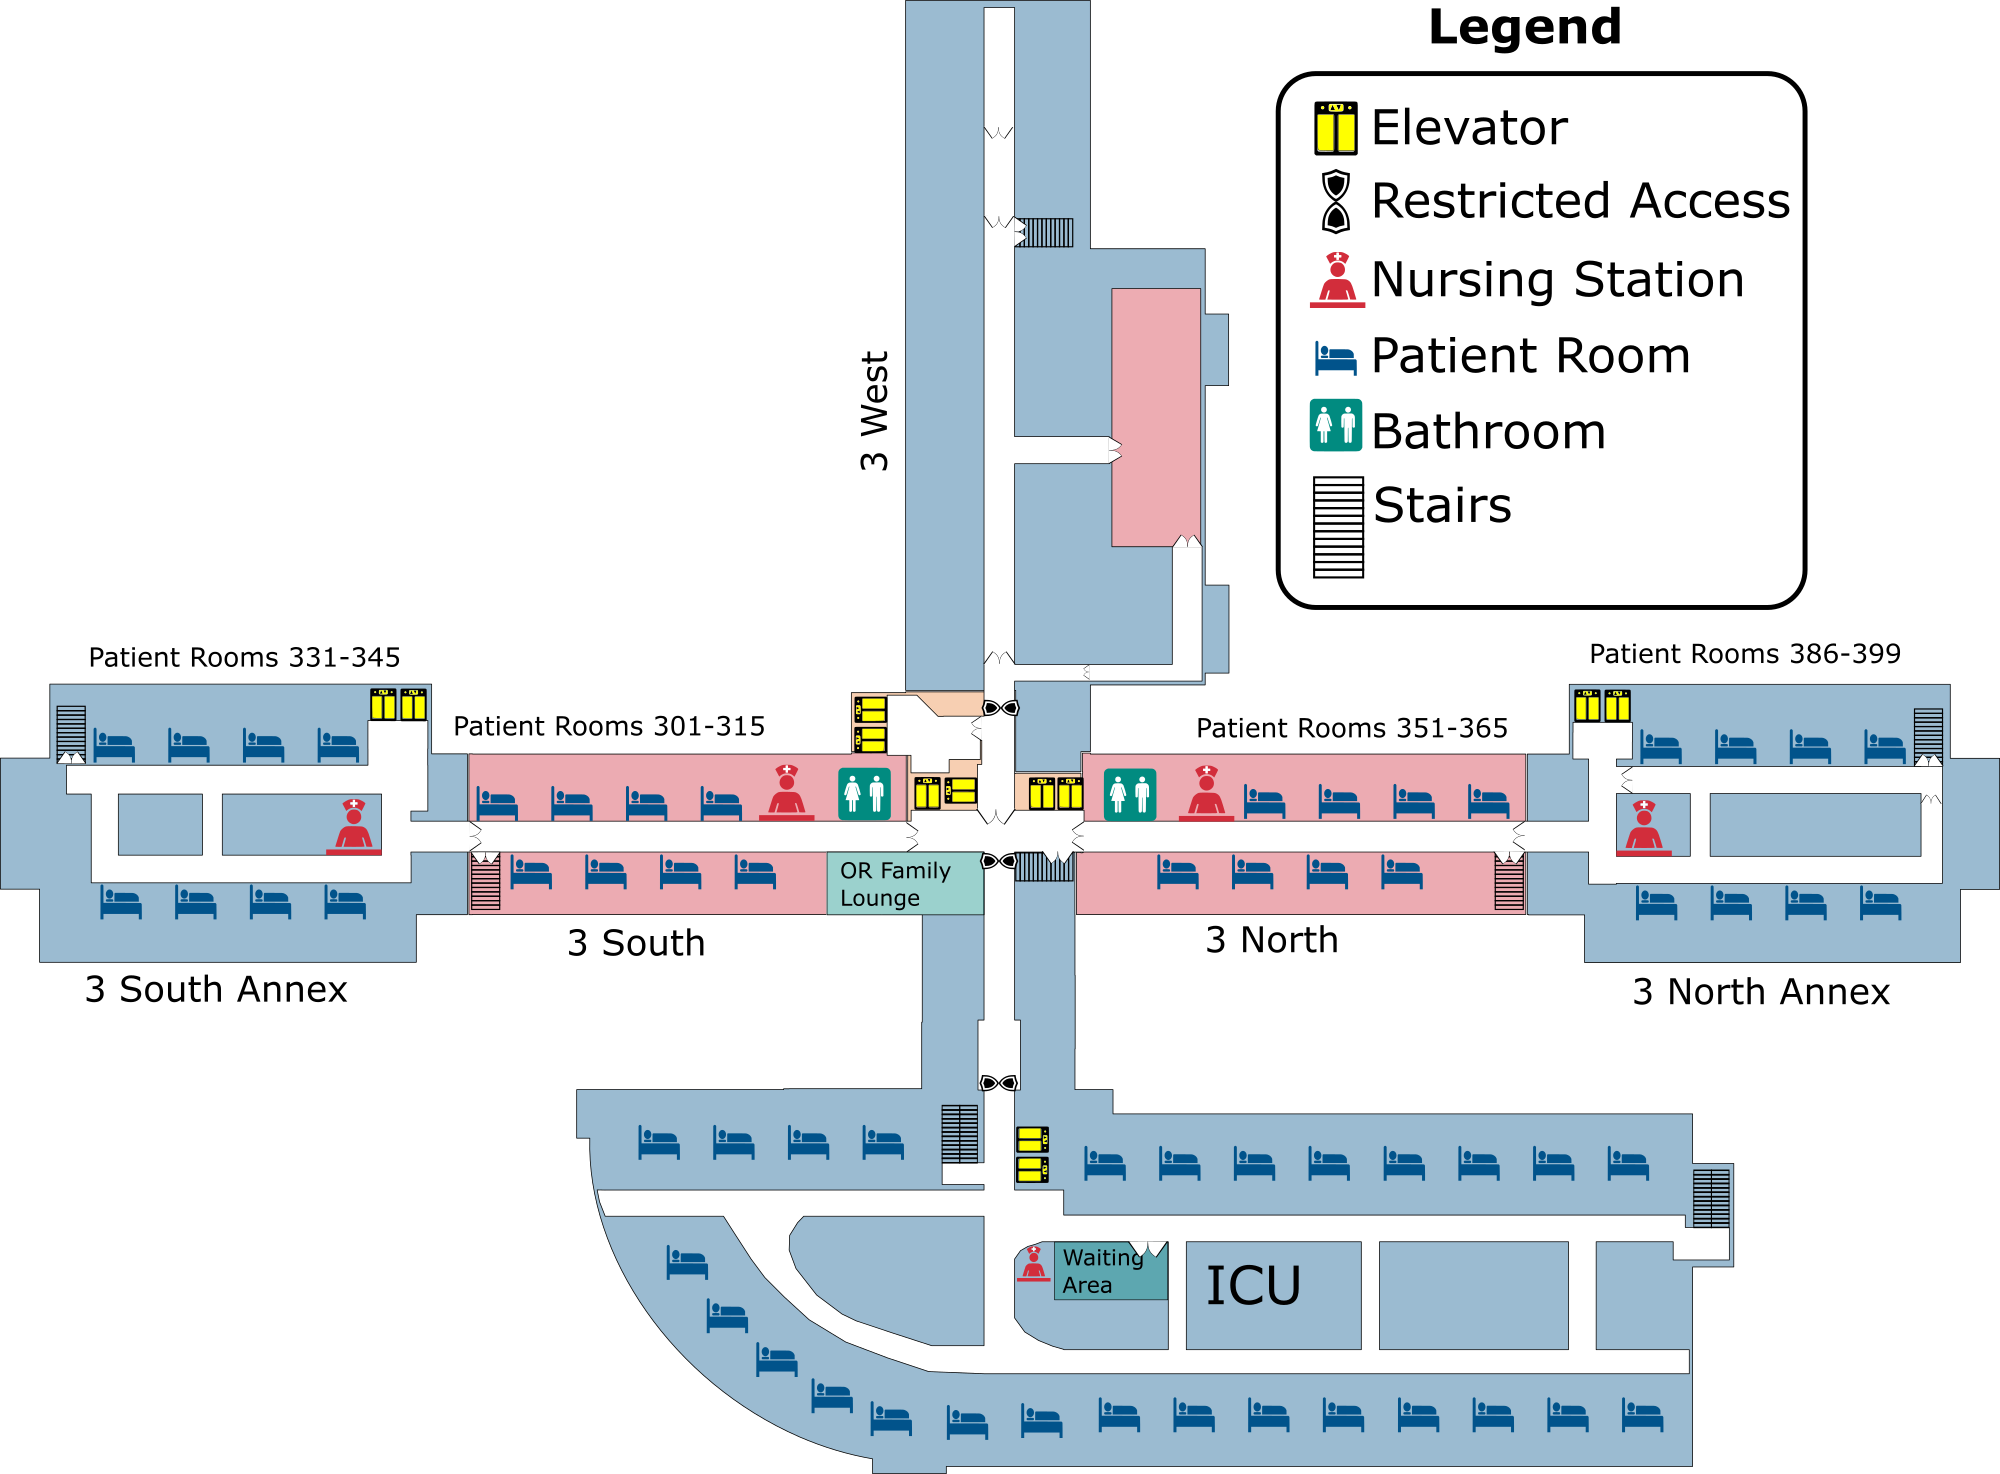 Legend
Elevator
Restricted Access
Nursing Station
Patient Room
Bathroom
Stairs
3 West
Patient Rooms 331-345
Patient Rooms 301-315
Patient Rooms 351-365
Patient Rooms 386-399
OR Family
Lounge
3 South
3 North
3 South Annex
3 North Annex
Waiting
Area
ICU